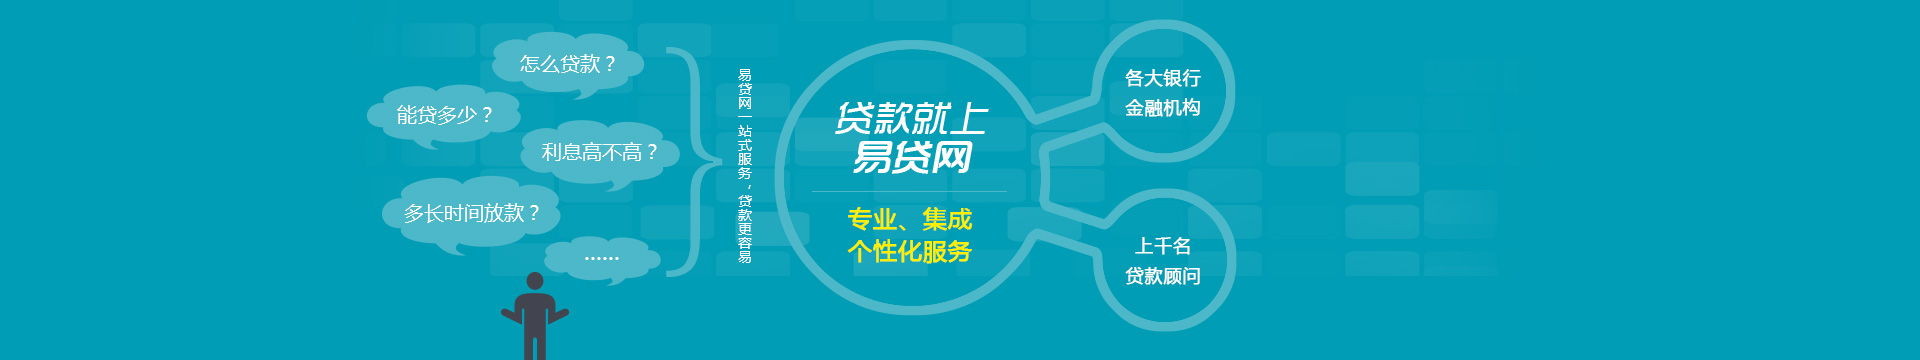 怎么贷款？
能贷多少？
利息高不高？
多长时间放款？
......
易贷网一站式服务，贷款更容易
贷款就上
易贷网
专业、集成
个性化服务
各大银行
金融机构
上千名
贷款顾问